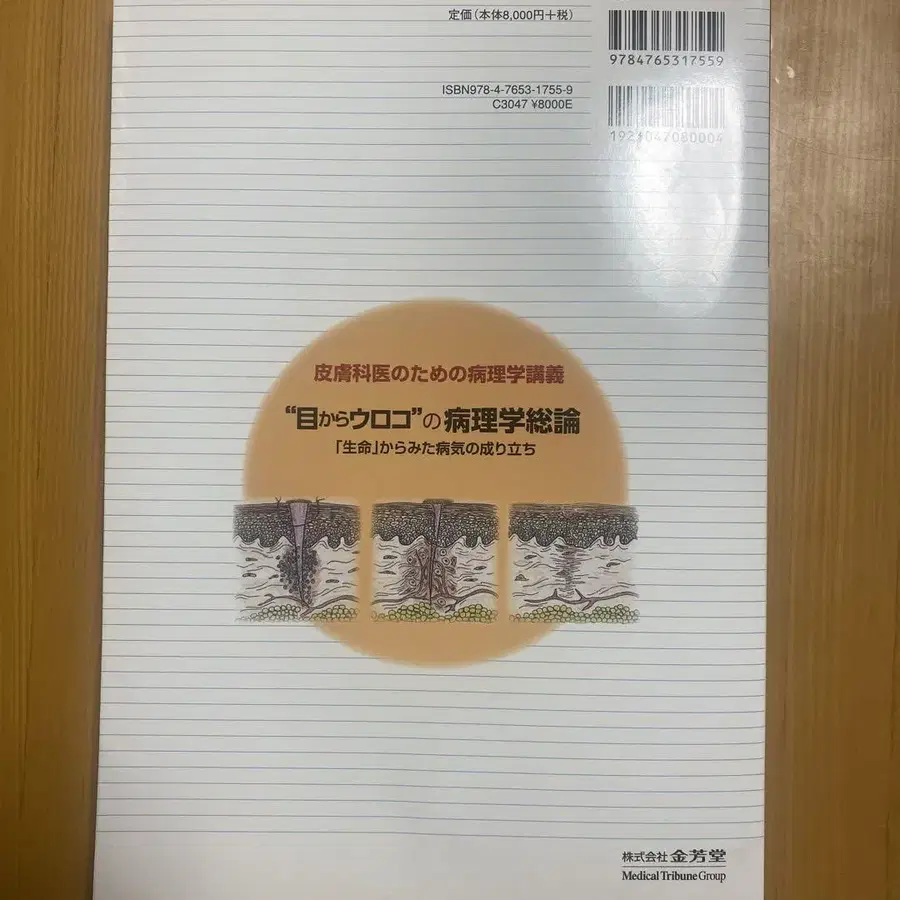 定価(本体8,000円+税)
9784765317559
ISBN978-4-7653-1755-9
C3047 ¥8000E
1923047080004
皮膚科医のための病理学講義
“目からウロコ”の病理学総論
「生命」からみた病気の成り立ち
株式会社 金芳堂
Medical Tribune Group